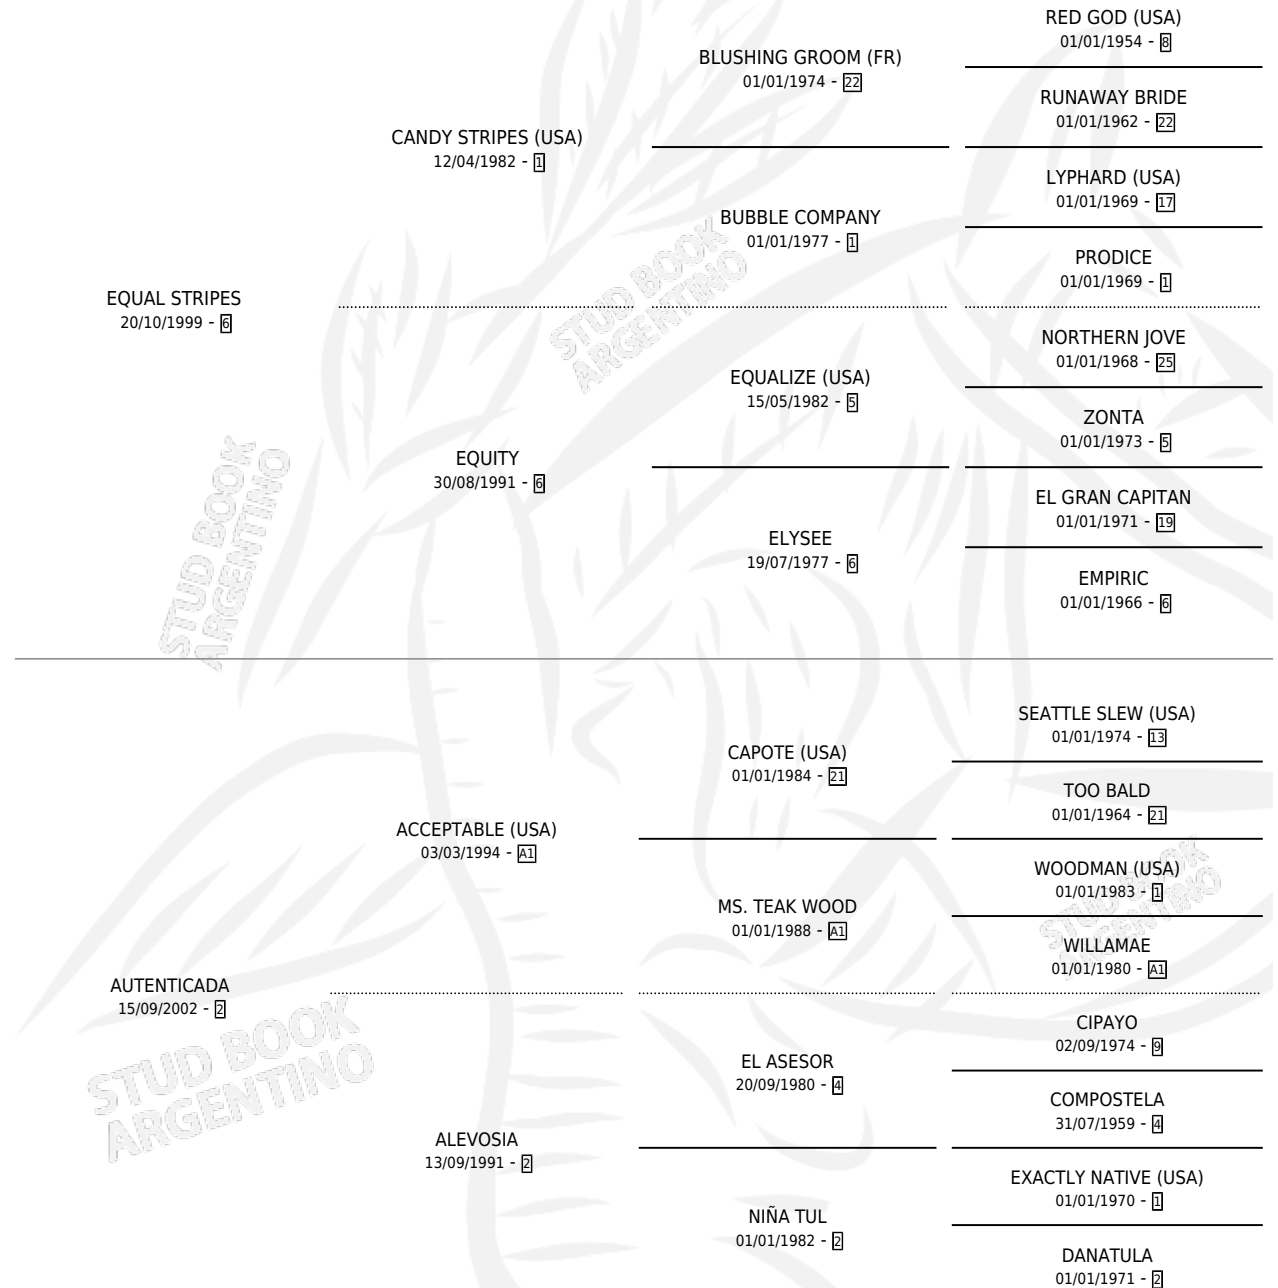 RED GOD (USA)
01/01/1954 - 8
BLUSHING GROOM (FR)
01/01/1974 - 22
RUNAWAY BRIDE
01/01/1962 - 22
CANDY STRIPES (USA)
12/04/1982 - 1
LYPHARD (USA)
01/01/1969 - 17
BUBBLE COMPANY
01/01/1977 - 1
PRODICE
01/01/1969 - 1
EQUAL STRIPES
20/10/1999 - 6
STUD BOOK
ARGENTINO
NORTHERN JOVE
01/01/1968 - 25
EQUALIZE (USA)
15/05/1982 - 5
ZONTA
01/01/1973 - 5
EQUITY
30/08/1991 - 6
EL GRAN CAPITAN
01/01/1971 - 19
ELYSEE
19/07/1977 - 6
EMPIRIC
01/01/1966 - 6
STUD BOOK
ARGENTINO
SEATTLE SLEW (USA)
01/01/1974 - 13
CAPOTE (USA)
01/01/1984 - 21
TOO BALD
01/01/1964 - 21
ACCEPTABLE (USA)
03/03/1994 - A1
WOODMAN (USA)
01/01/1983 - 1
MS. TEAK WOOD
01/01/1988 - A1
STUD BOOK
ARGENTINO
WILLAMAE
01/01/1980 - A1
AUTENTICADA
15/09/2002 - 2
STUD BOOK
ARGENTINO
CIPAYO
02/09/1974 - 9
EL ASESOR
20/09/1980 - 4
COMPOSTELA
31/07/1959 - 4
ALEVOSIA
13/09/1991 - 2
EXACTLY NATIVE (USA)
01/01/1970 - 1
NIÑA TUL
01/01/1982 - 2
DANATULA
01/01/1971 - 2